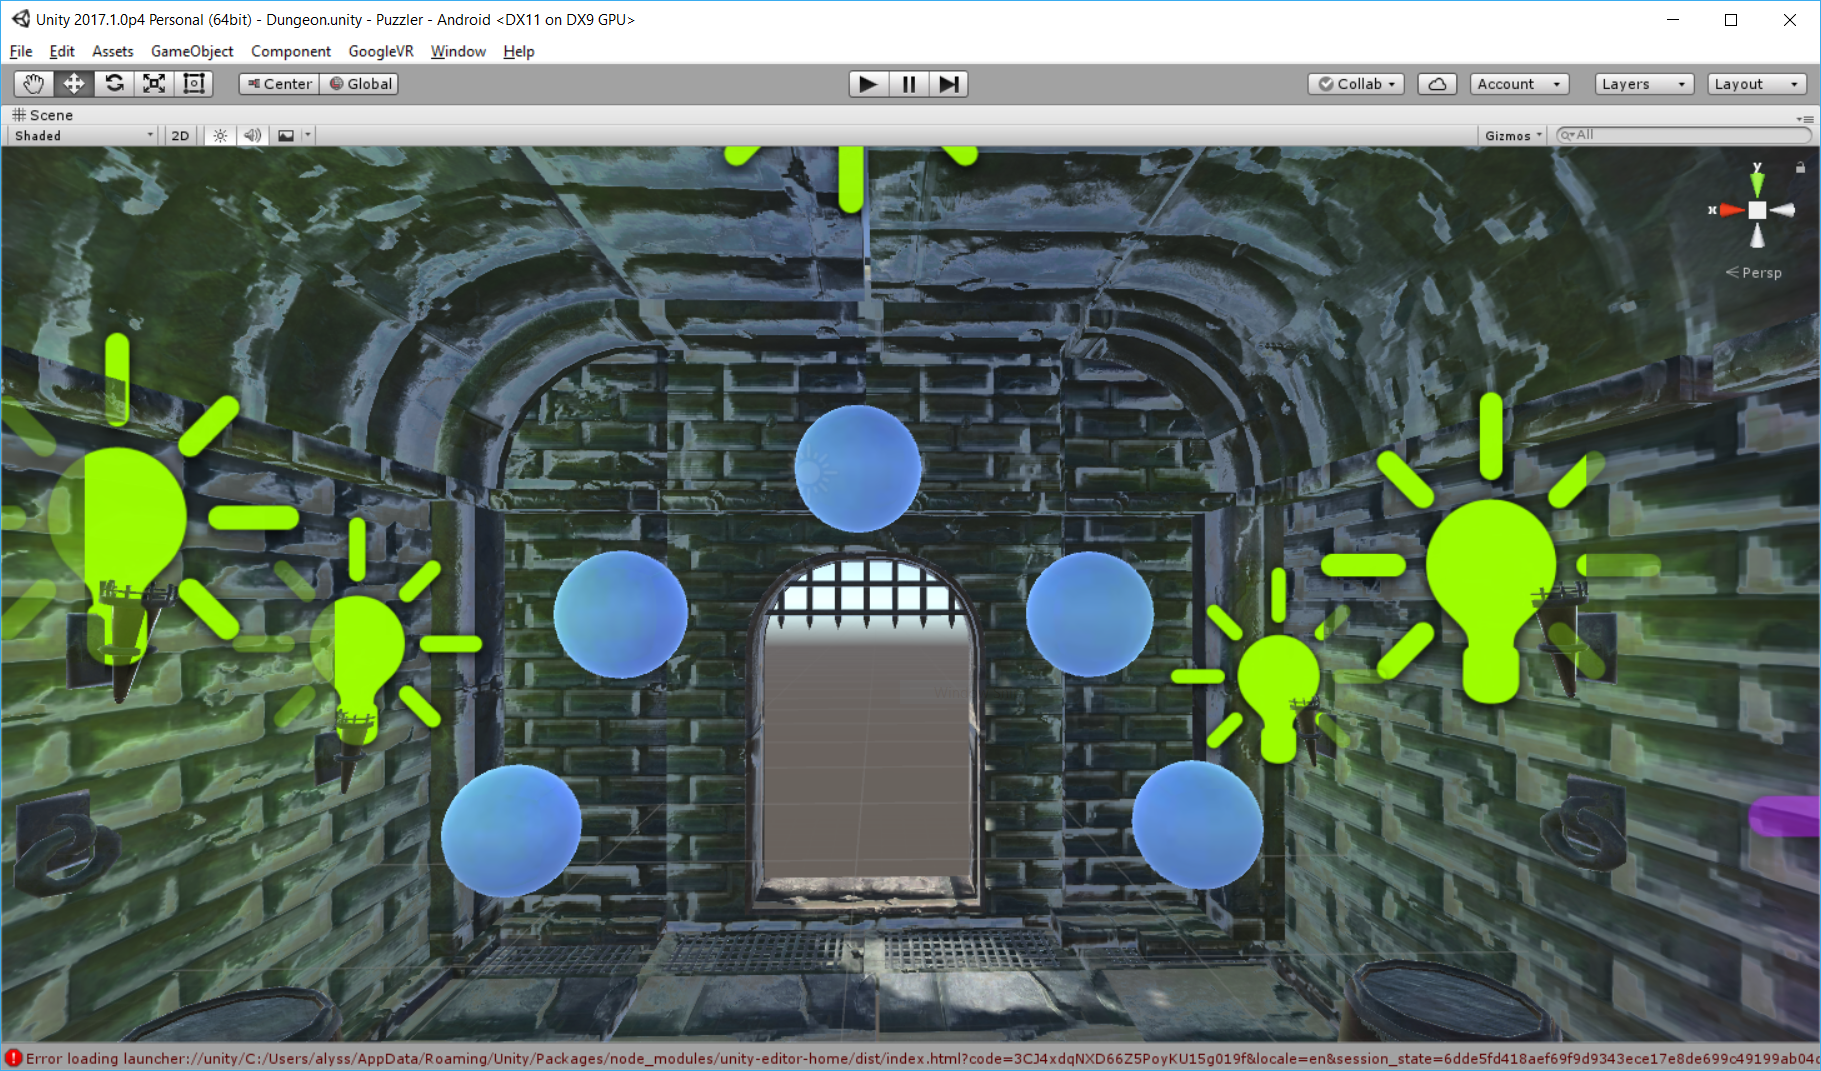 Unity 2017.1.0p4 Personal (64bit) - Dungeon.unity - Puzzler - Android <DX11 on DX9 GPU>
File Edit Assets GameObject Component GoogleVR Window Help
Center Global Collab Account Layers Layout
Scene
Shaded 2D Gizmos All
y
x
Persp
Error loading launcher://unity/C:/Users/alyss/AppData/Roaming/Unity/Packages/node_modules/unity-editor-home/dist/index.html?code=3CJ4xdqNXD66Z5PoyKU15g019f&locale=en&session_state=6dde5fd418aef69f9d9343ece17e8de699c49199ab04